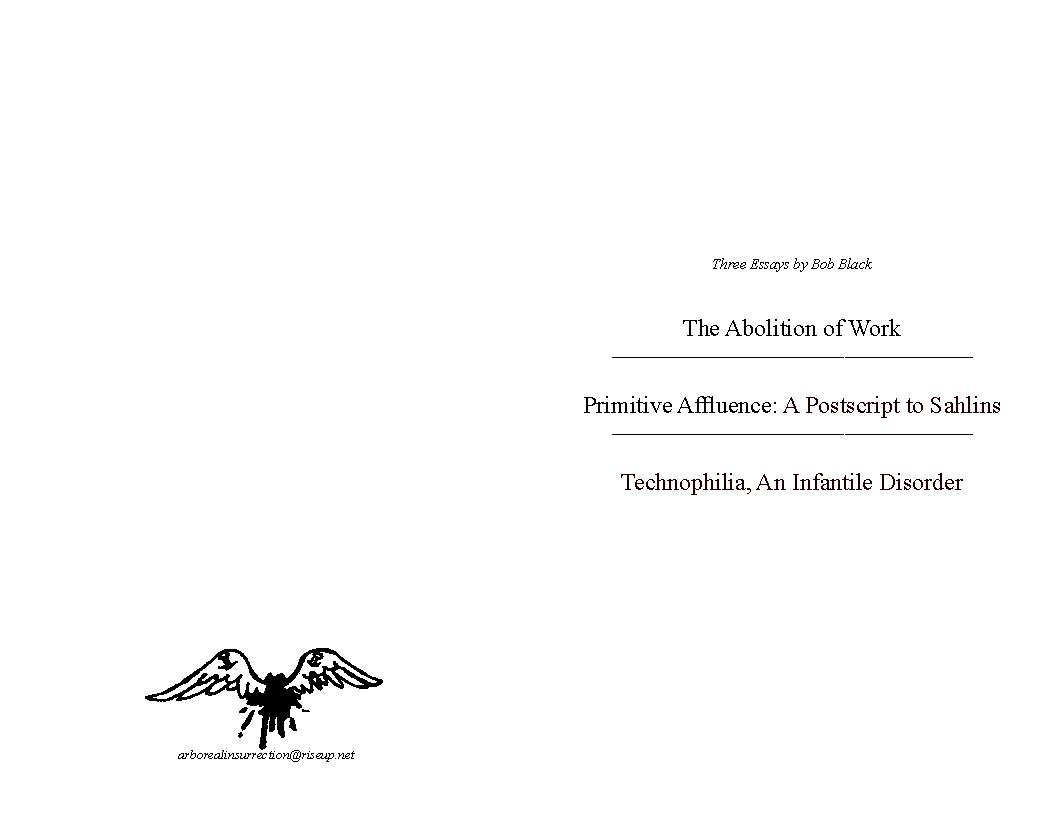 Three Essays by Bob Black
The Abolition of Work
Primitive Affluence: A Postscript to Sahlins
Technophilia, An Infantile Disorder
arborealinsurrection@riseup.net